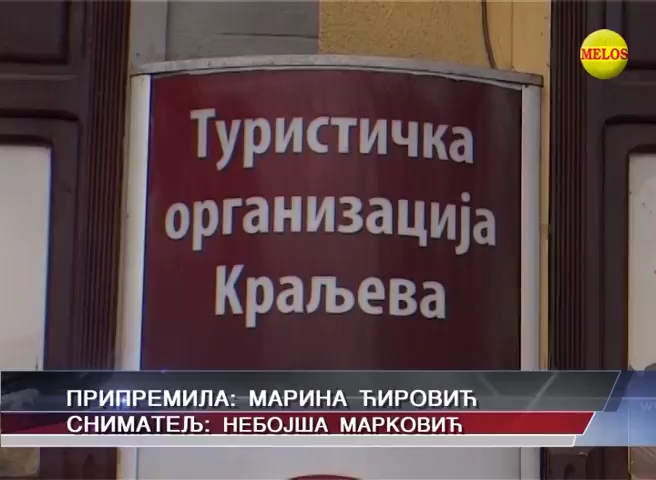 MELOS
Туристичка
организација
Краљева
ПРИПРЕМИЛА: МАРИНА ЋИРОВИЋ
СНИМАТЕЉ: НЕБОЈША МАРКОВИЋ